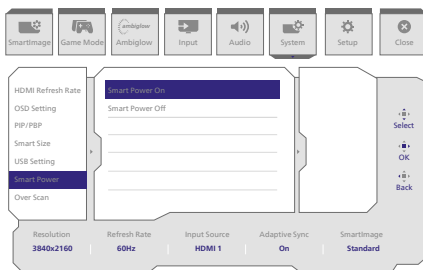 ambiglow
SmartImage Game Mode Ambiglow Input Audio System Setup Close
HDMI Refresh Rate
OSD Setting
PIP/PBP
Smart Size
USB Setting
Smart Power
Over Scan
Smart Power On
Smart Power Off
Select
OK
Back
Resolution Refresh Rate Input Source Adaptive Sync SmartImage
3840x2160 60Hz HDMI 1 On Standard